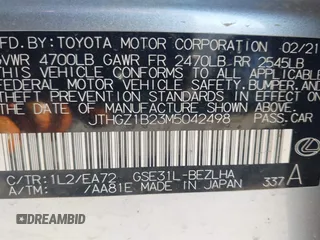 MFD. BY: TOYOTA MOTOR CORPORATION 02/21
GVWR 4700LB GAWR FR 2470LB RR 2545LB
THIS VEHICLE CONFORMS TO ALL APPLICABLE
FEDERAL MOTOR VEHICLE SAFETY, BUMPER
AND THEFT PREVENTION STANDARDS IN
EFFECT ON THE DATE OF MANUFACTURE SHOWN
ABOVE.
JTHGZ1B23M5042498 PASS.CAR
C/TR:1L2/EA72 GSE31L-BEZLHA
A/TM: /AA81E MADE IN JAPAN 337 A
DREAMBID